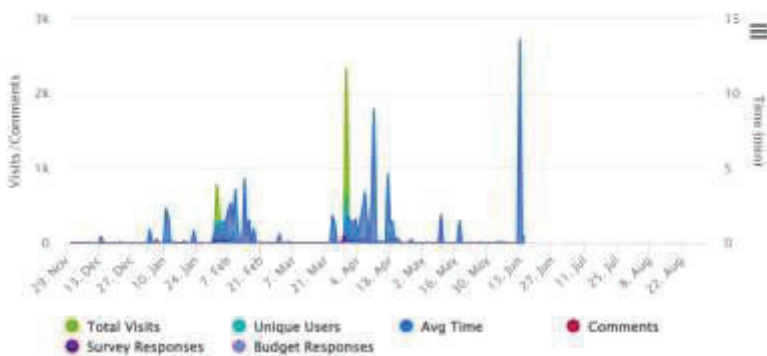 3k 15
2k 10
1k 5
0 0
Visits/Comments
Time (min)
29. Nov 13. Dec 27. Dec 10. Jan 24. Jan 7. Feb 21. Feb 7. Mar 21. Mar 4. Apr 18. Apr 2. May 16. May 30. May 13. Jun 27. Jun 11. Jul 25. Jul 8. Aug 22. Aug
Total Visits Unique Users Avg Time Comments
Survey Responses Budget Responses